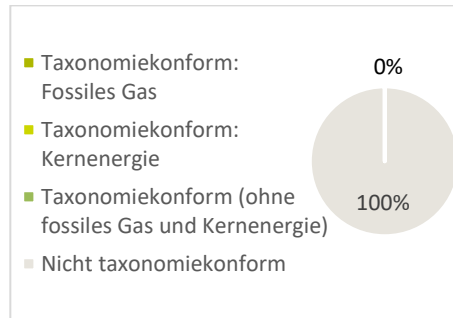 Taxonomiekonform:
Fossiles Gas
Taxonomiekonform:
Kernenergie
Taxonomiekonform (ohne
fossiles Gas und Kernenergie)
Nicht taxonomiekonform
0%
100%